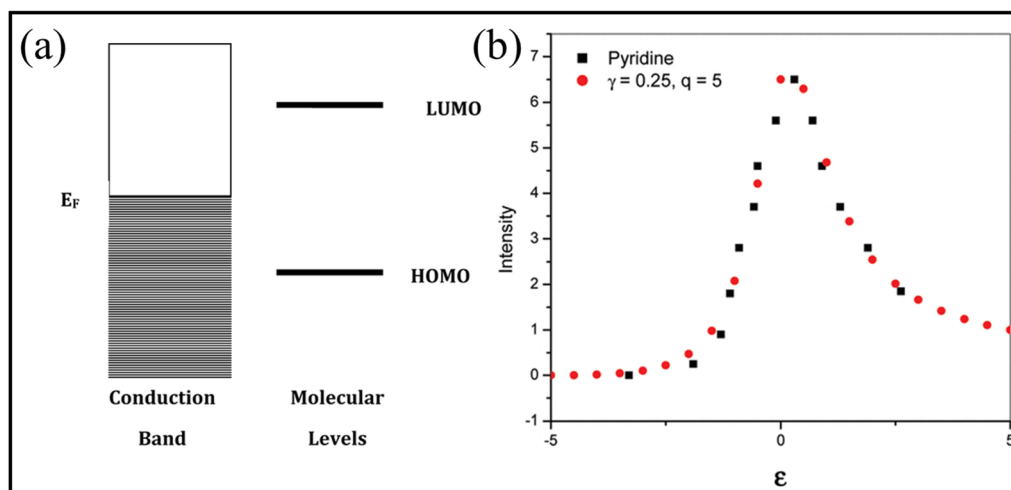 (a)
LUMO
E_F
HOMO
Conduction
Band
Molecular
Levels
(b)
Pyridine
γ = 0.25, q = 5
7
6
5
4
3
2
1
0
-1
Intensity
-5
0
5
ε